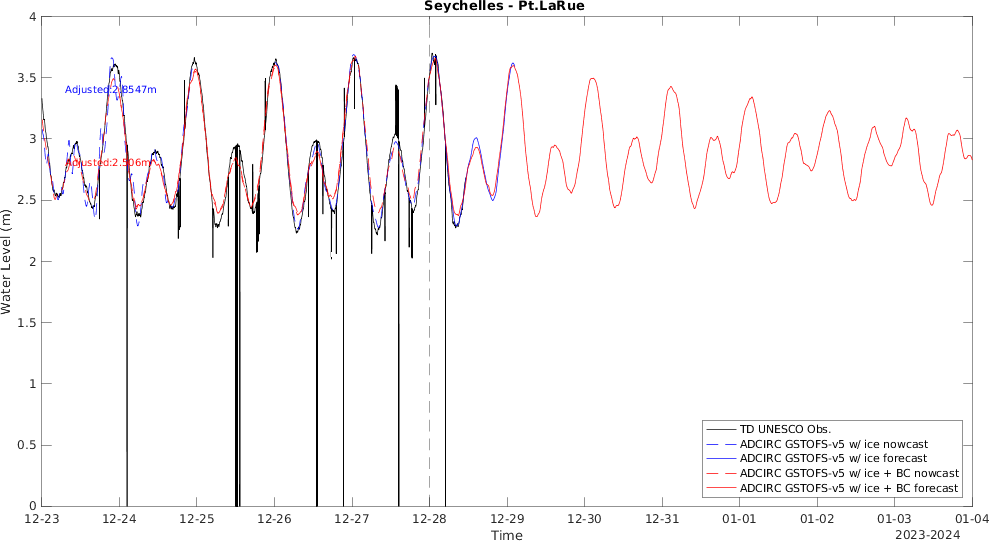 Seychelles - Pt.LaRue
4
3.5
3
2.5
2
1.5
1
0.5
0
Water Level (m)
Adjusted:2.8547m
Adjusted:2.506m
TD UNESCO Obs.
ADCIRC GSTOFS-v5 w/ ice nowcast
ADCIRC GSTOFS-v5 w/ ice forecast
ADCIRC GSTOFS-v5 w/ ice + BC nowcast
ADCIRC GSTOFS-v5 w/ ice + BC forecast
12-23 12-24 12-25 12-26 12-27 12-28 12-29 12-30 12-31 01-01 01-02 01-03 01-04
Time
2023-2024